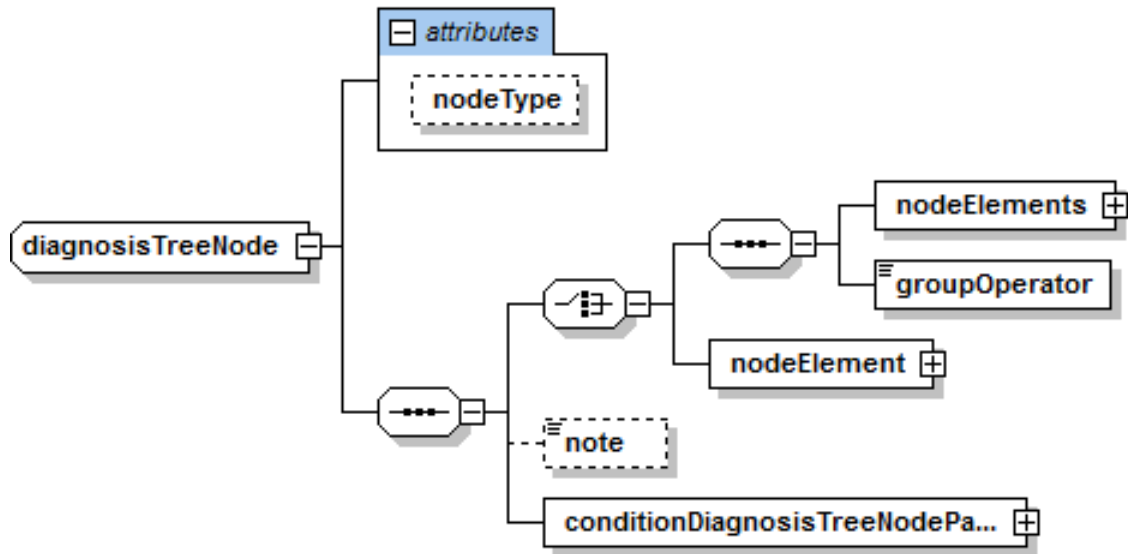 attributes
nodeType
diagnosisTreeNode
nodeElements
groupOperator
nodeElement
note
conditionDiagnosisTreeNodePa...